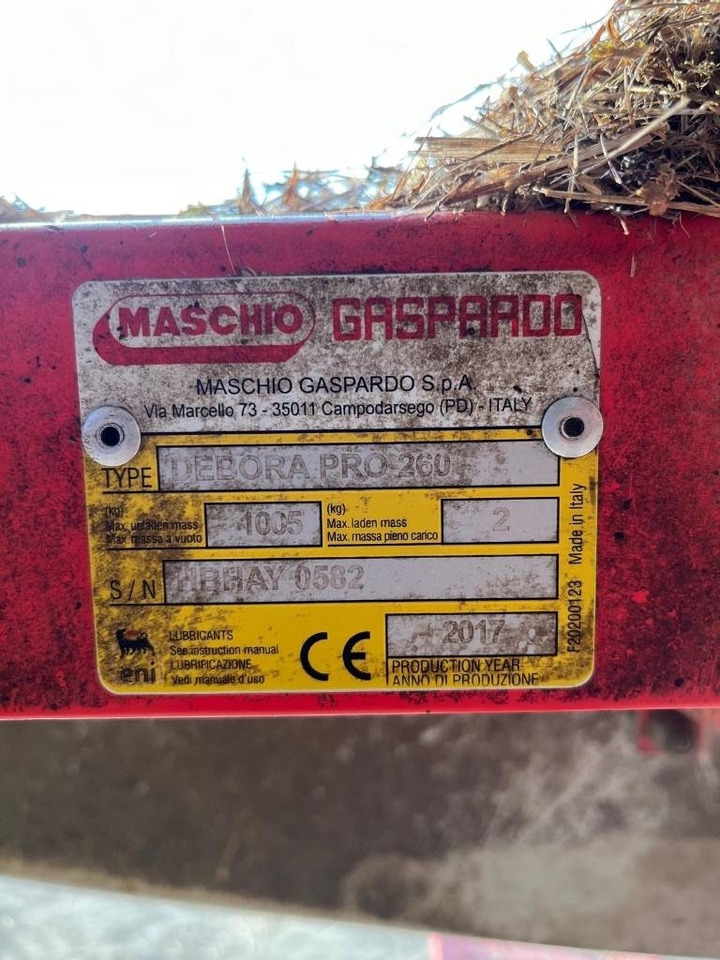 MASCHIO GASPARDO
MASCHIO GASPARDO S.p.A.
Via Marcello 73 - 35011 Campodarsego (PD) - ITALY
TYPE DEBORA PRO 260
(kg)
Max. unladen mass
Max. massa a vuoto
1005
(kg)
Max. laden mass
Max. massa pieno carico
2
S/N HBHAY 0582
eni
LUBRICANTS
See instruction manual
LUBRIFICAZIONE
Vedi manuale d'uso
CE
2017
PRODUCTION YEAR
ANNO DI PRODUZIONE
F20200123 Made in Italy